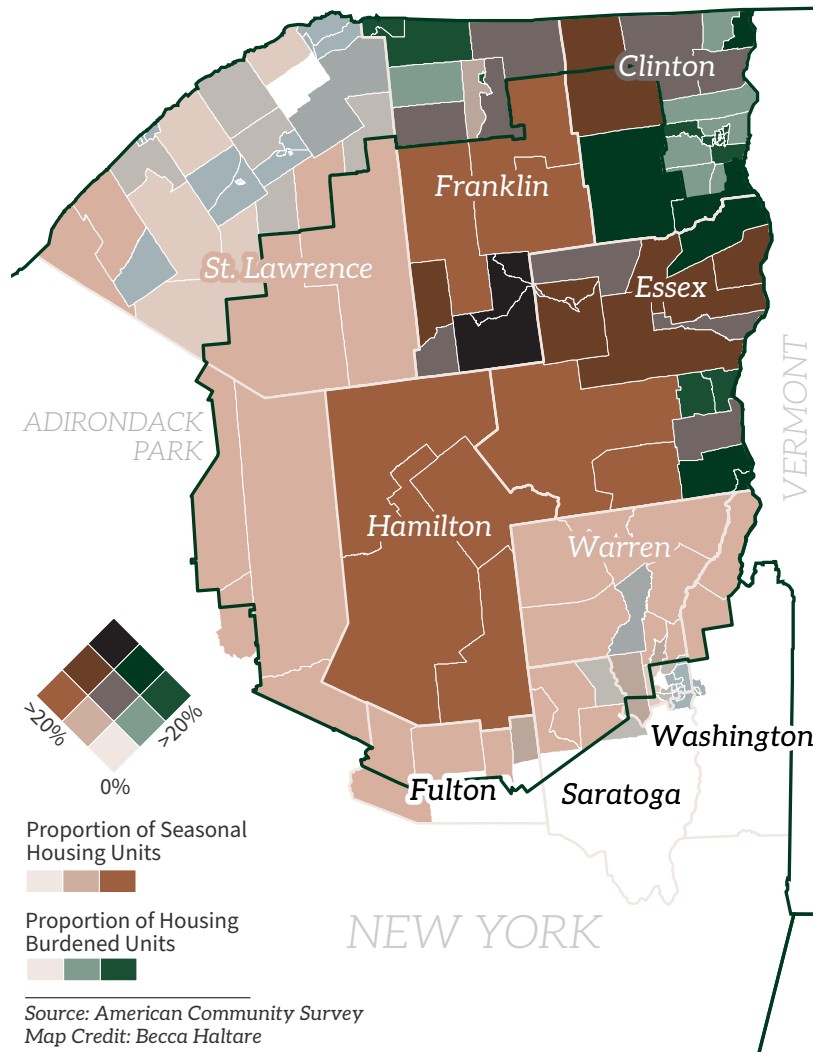 Clinton
Franklin
St. Lawrence
Essex
ADIRONDACK
PARK
VERMONT
Hamilton
Warren
>20%
>20%
0%
Washington
Fulton
Saratoga
Proportion of Seasonal
Housing Units
Proportion of Housing
Burdened Units
NEW YORK
Source: American Community Survey
Map Credit: Becca Haltare